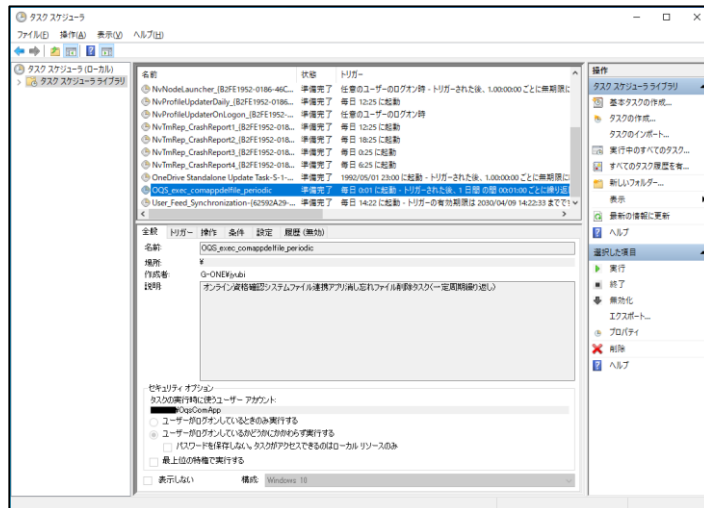 タスク スケジューラ
ファイル(F) 操作(A) 表示(V) ヘルプ(H)
タスク スケジューラ (ローカル)
タスク スケジューラ ライブラリ
名前 状態 トリガー
NvNodeLauncher_{B2FE1952-0186-46C... 準備完了 任意のユーザーのログオン時 - トリガーされた後、1.00:00:00 ごとに無期限に
NvProfileUpdaterDaily_{B2FE1952-0186... 準備完了 毎日 12:25 に起動
NvProfileUpdaterOnLogon_{B2FE1952-... 準備完了 任意のユーザーのログオン時
NvTmRep_CrashReport1_{B2FE1952-018... 準備完了 毎日 12:25 に起動
NvTmRep_CrashReport2_{B2FE1952-018... 準備完了 毎日 18:25 に起動
NvTmRep_CrashReport3_{B2FE1952-018... 準備完了 毎日 0:25 に起動
NvTmRep_CrashReport4_{B2FE1952-018... 準備完了 毎日 6:25 に起動
OneDrive Standalone Update Task-S-1-... 準備完了 1992/05/01 23:00 に起動 - トリガーされた後、1.00:00:00 ごとに無期限に
OQS_exec_comappdelfile_periodic 準備完了 毎日 0:01 に起動 - トリガーされた後、1 日間 の間 00:01:00 ごとに繰り返
User_Feed_Synchronization-{62592A29-... 準備完了 毎日 14:22 に起動 - トリガーの有効期限は 2030/04/09 14:22:33 までです
全般 トリガー 操作 条件 設定 履歴 (無効)
名前: OQS_exec_comappdelfile_periodic
場所: ¥
作成者: G-ONE¥jyubi
説明: オンライン資格確認システムファイル連携アプリ消し忘れファイル削除タスク(一定周期繰り返し)
セキュリティ オプション
タスクの実行時に使うユーザー アカウント:
¥OqsComApp
ユーザーがログオンしているときのみ実行する
ユーザーがログオンしているかどうかにかかわらず実行する
パスワードを保存しない。タスクがアクセスできるのはローカル リソースのみ
最上位の特権で実行する
表示しない 構成: Windows 10
操作
タスク スケジューラ ライブラリ
基本タスクの作成...
タスクの作成...
タスクのインポート...
実行中のすべてのタスク...
すべてのタスク履歴を有...
新しいフォルダー...
表示
最新の情報に更新
ヘルプ
選択した項目
実行
終了
無効化
エクスポート...
プロパティ
削除
ヘルプ